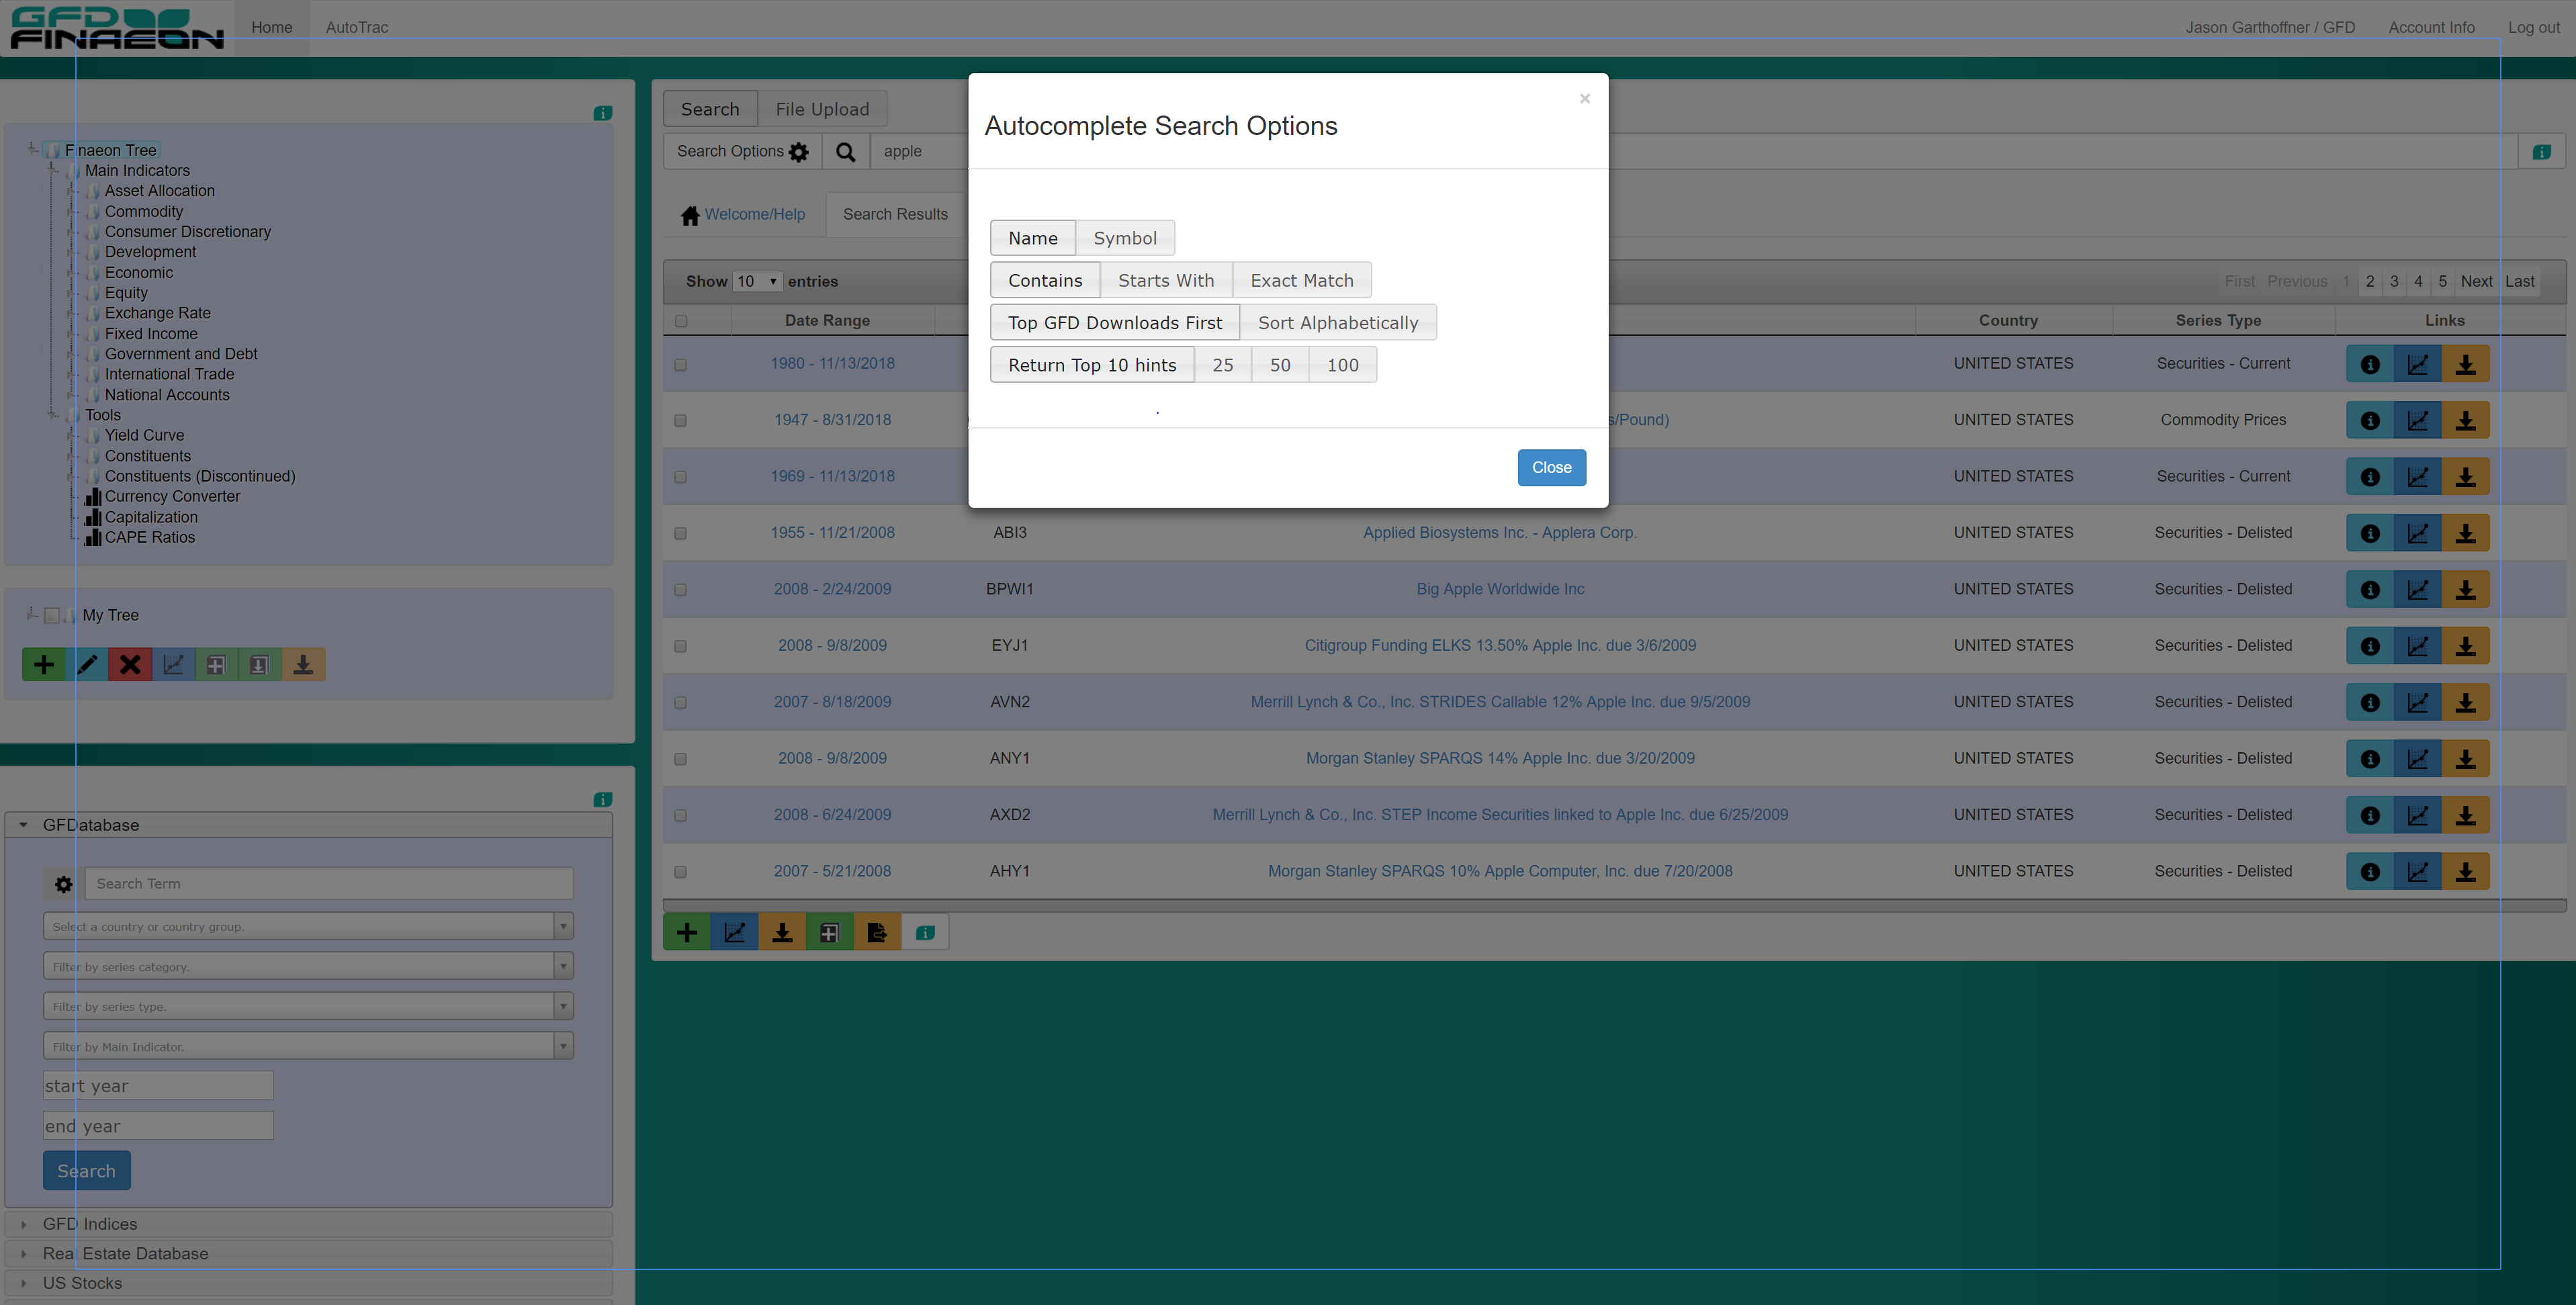 GFD
FINAEON
Home AutoTrac
Jason Garthoffner / GFD Account Info Log out
Finaeon Tree
Main Indicators
Asset Allocation
Commodity
Consumer Discretionary
Development
Economic
Equity
Exchange Rate
Fixed Income
Government and Debt
International Trade
National Accounts
Tools
Yield Curve
Constituents
Constituents (Discontinued)
Currency Converter
Capitalization
CAPE Ratios
My Tree
GFDatabase
Search Term
Select a country or country group.
Filter by series category.
Filter by series type.
Filter by Main Indicator.
start year
end year
Search
GFD Indices
Real Estate Database
US Stocks
Search File Upload
Search Options apple
Welcome/Help Search Results
Show 10 entries
First Previous 1 2 3 4 5 Next Last
Date Range Country Series Type Links
1980 - 11/13/2018 UNITED STATES Securities - Current
1947 - 8/31/2018 s/Pound) UNITED STATES Commodity Prices
1969 - 11/13/2018 UNITED STATES Securities - Current
1955 - 11/21/2008 ABI3 Applied Biosystems Inc. - Applera Corp. UNITED STATES Securities - Delisted
2008 - 2/24/2009 BPWI1 Big Apple Worldwide Inc UNITED STATES Securities - Delisted
2008 - 9/8/2009 EYJ1 Citigroup Funding ELKS 13.50% Apple Inc. due 3/6/2009 UNITED STATES Securities - Delisted
2007 - 8/18/2009 AVN2 Merrill Lynch & Co., Inc. STRIDES Callable 12% Apple Inc. due 9/5/2009 UNITED STATES Securities - Delisted
2008 - 9/8/2009 ANY1 Morgan Stanley SPARQS 14% Apple Inc. due 3/20/2009 UNITED STATES Securities - Delisted
2008 - 6/24/2009 AXD2 Merrill Lynch & Co., Inc. STEP Income Securities linked to Apple Inc. due 6/25/2009 UNITED STATES Securities - Delisted
2007 - 5/21/2008 AHY1 Morgan Stanley SPARQS 10% Apple Computer, Inc. due 7/20/2008 UNITED STATES Securities - Delisted
×
Autocomplete Search Options
Name Symbol
Contains Starts With Exact Match
Top GFD Downloads First Sort Alphabetically
Return Top 10 hints 25 50 100
Close